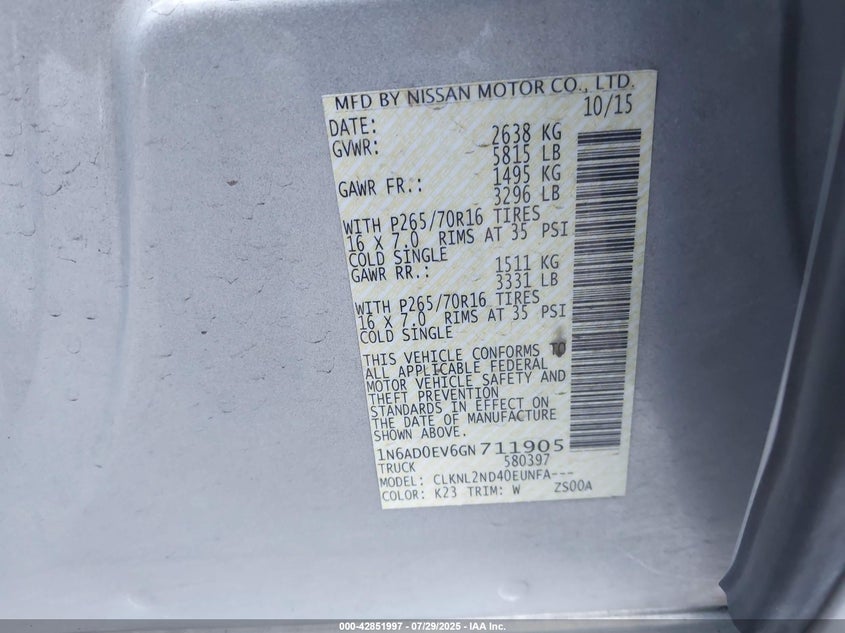 MFD BY NISSAN MOTOR CO., LTD.
DATE: 10/15
GVWR: 2638 KG
5815 LB
GAWR FR.: 1495 KG
3296 LB
WITH P265/70R16 TIRES
16 X 7.0 RIMS AT 35 PSI
COLD SINGLE
GAWR RR.: 1511 KG
3331 LB
WITH P265/70R16 TIRES
16 X 7.0 RIMS AT 35 PSI
COLD SINGLE
THIS VEHICLE CONFORMS TO
ALL APPLICABLE FEDERAL
MOTOR VEHICLE SAFETY AND
THEFT PREVENTION
STANDARDS IN EFFECT ON
THE DATE OF MANUFACTURE
SHOWN ABOVE.
1N6AD0EV6GN711905
TRUCK 580397
MODEL: CLKNL2ND40EUNFA---
COLOR: K23 TRIM: W ZS00A
000-42851997 / 07/29/2025 - IAA Inc.